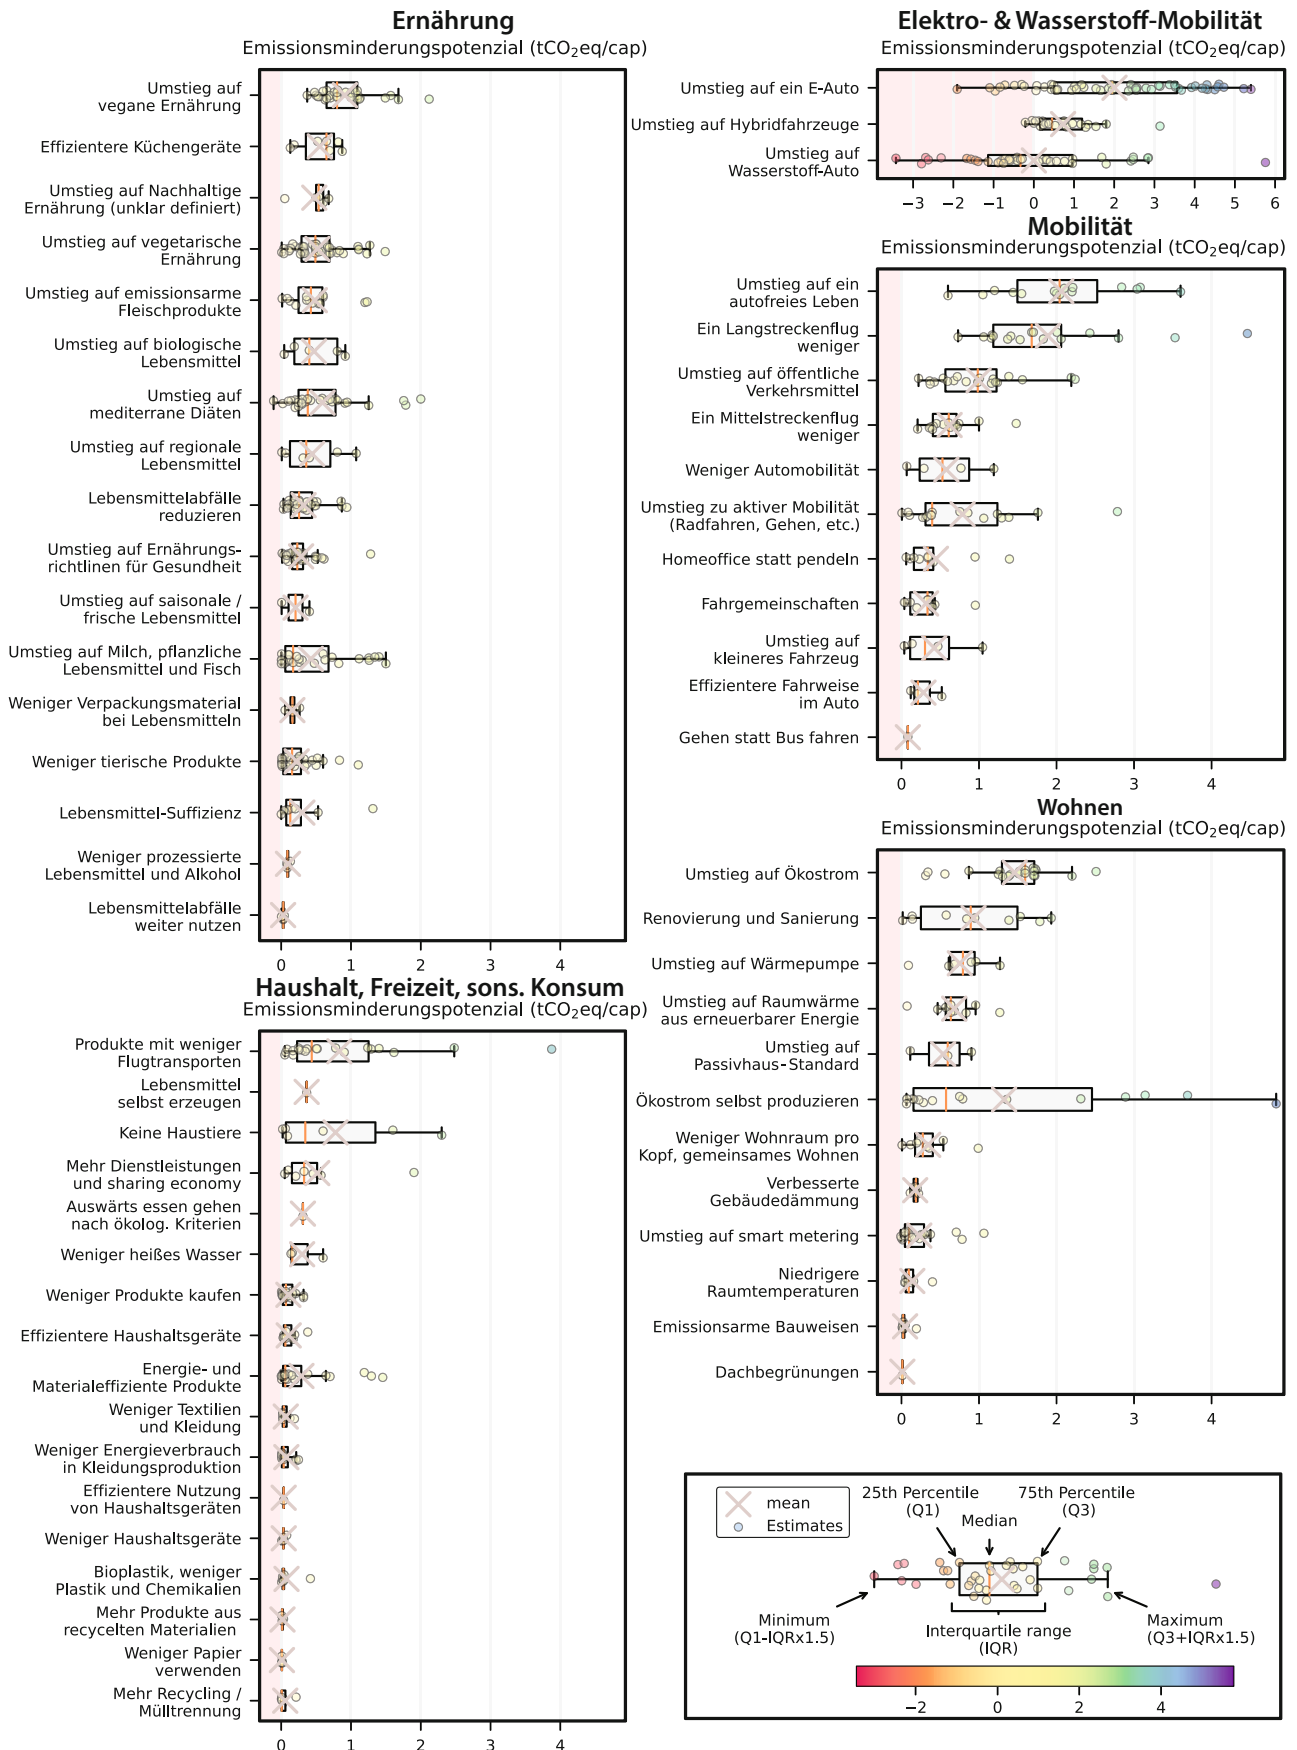 Ernährung
Emissionsminderungspotenzial (tCO₂eq/cap)
Umstieg auf
vegane Ernährung
Effizientere Küchengeräte
Umstieg auf Nachhaltige
Ernährung (unklar definiert)
Umstieg auf vegetarische
Ernährung
Umstieg auf emissionsarme
Fleischprodukte
Umstieg auf biologische
Lebensmittel
Umstieg auf
mediterrane Diäten
Umstieg auf regionale
Lebensmittel
Lebensmittelabfälle
reduzieren
Umstieg auf Ernährungs-
richtlinen für Gesundheit
Umstieg auf saisonale /
frische Lebensmittel
Umstieg auf Milch, pflanzliche
Lebensmittel und Fisch
Weniger Verpackungsmaterial
bei Lebensmitteln
Weniger tierische Produkte
Lebensmittel-Suffizienz
Weniger prozessierte
Lebensmittel und Alkohol
Lebensmittelabfälle
weiter nutzen
0 1 2 3 4
Haushalt, Freizeit, sons. Konsum
Emissionsminderungspotenzial (tCO₂eq/cap)
Produkte mit weniger
Flugtransporten
Lebensmittel
selbst erzeugen
Keine Haustiere
Mehr Dienstleistungen
und sharing economy
Auswärts essen gehen
nach ökolog. Kriterien
Weniger heißes Wasser
Weniger Produkte kaufen
Effizientere Haushaltsgeräte
Energie- und
Materialeffiziente Produkte
Weniger Textilien
und Kleidung
Weniger Energieverbrauch
in Kleidungsproduktion
Effizientere Nutzung
von Haushaltsgeräten
Weniger Haushaltsgeräte
Bioplastik, weniger
Plastik und Chemikalien
Mehr Produkte aus
recycelten Materialien
Weniger Papier
verwenden
Mehr Recycling /
Mülltrennung
0 1 2 3 4
Elektro- & Wasserstoff-Mobilität
Emissionsminderungspotenzial (tCO₂eq/cap)
Umstieg auf ein E-Auto
Umstieg auf Hybridfahrzeuge
Umstieg auf
Wasserstoff-Auto
−3 −2 −1 0 1 2 3 4 5 6
Mobilität
Emissionsminderungspotenzial (tCO₂eq/cap)
Umstieg auf ein
autofreies Leben
Ein Langstreckenflug
weniger
Umstieg auf öffentliche
Verkehrsmittel
Ein Mittelstreckenflug
weniger
Weniger Automobilität
Umstieg zu aktiver Mobilität
(Radfahren, Gehen, etc.)
Homeoffice statt pendeln
Fahrgemeinschaften
Umstieg auf
kleineres Fahrzeug
Effizientere Fahrweise
im Auto
Gehen statt Bus fahren
0 1 2 3 4
Wohnen
Emissionsminderungspotenzial (tCO₂eq/cap)
Umstieg auf Ökostrom
Renovierung und Sanierung
Umstieg auf Wärmepumpe
Umstieg auf Raumwärme
aus erneuerbarer Energie
Umstieg auf
Passivhaus-Standard
Ökostrom selbst produzieren
Weniger Wohnraum pro
Kopf, gemeinsames Wohnen
Verbesserte
Gebäudedämmung
Umstieg auf smart metering
Niedrigere
Raumtemperaturen
Emissionsarme Bauweisen
Dachbegrünungen
0 1 2 3 4
mean
Estimates
25th Percentile
(Q1)
Median
75th Percentile
(Q3)
Minimum
(Q1-IQRx1.5)
Interquartile range
(IQR)
Maximum
(Q3+IQRx1.5)
−2 0 2 4